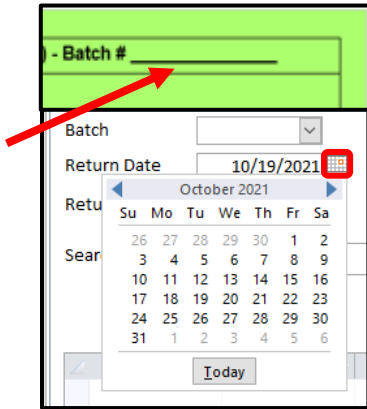 ) - Batch # ____________
Batch
Return Date 10/19/2021
Retu
October 2021
Su Mo Tu We Th Fr Sa
26 27 28 29 30 1 2
Sear
3 4 5 6 7 8 9
10 11 12 13 14 15 16
17 18 19 20 21 22 23
24 25 26 27 28 29 30
31 1 2 3 4 5 6
Today